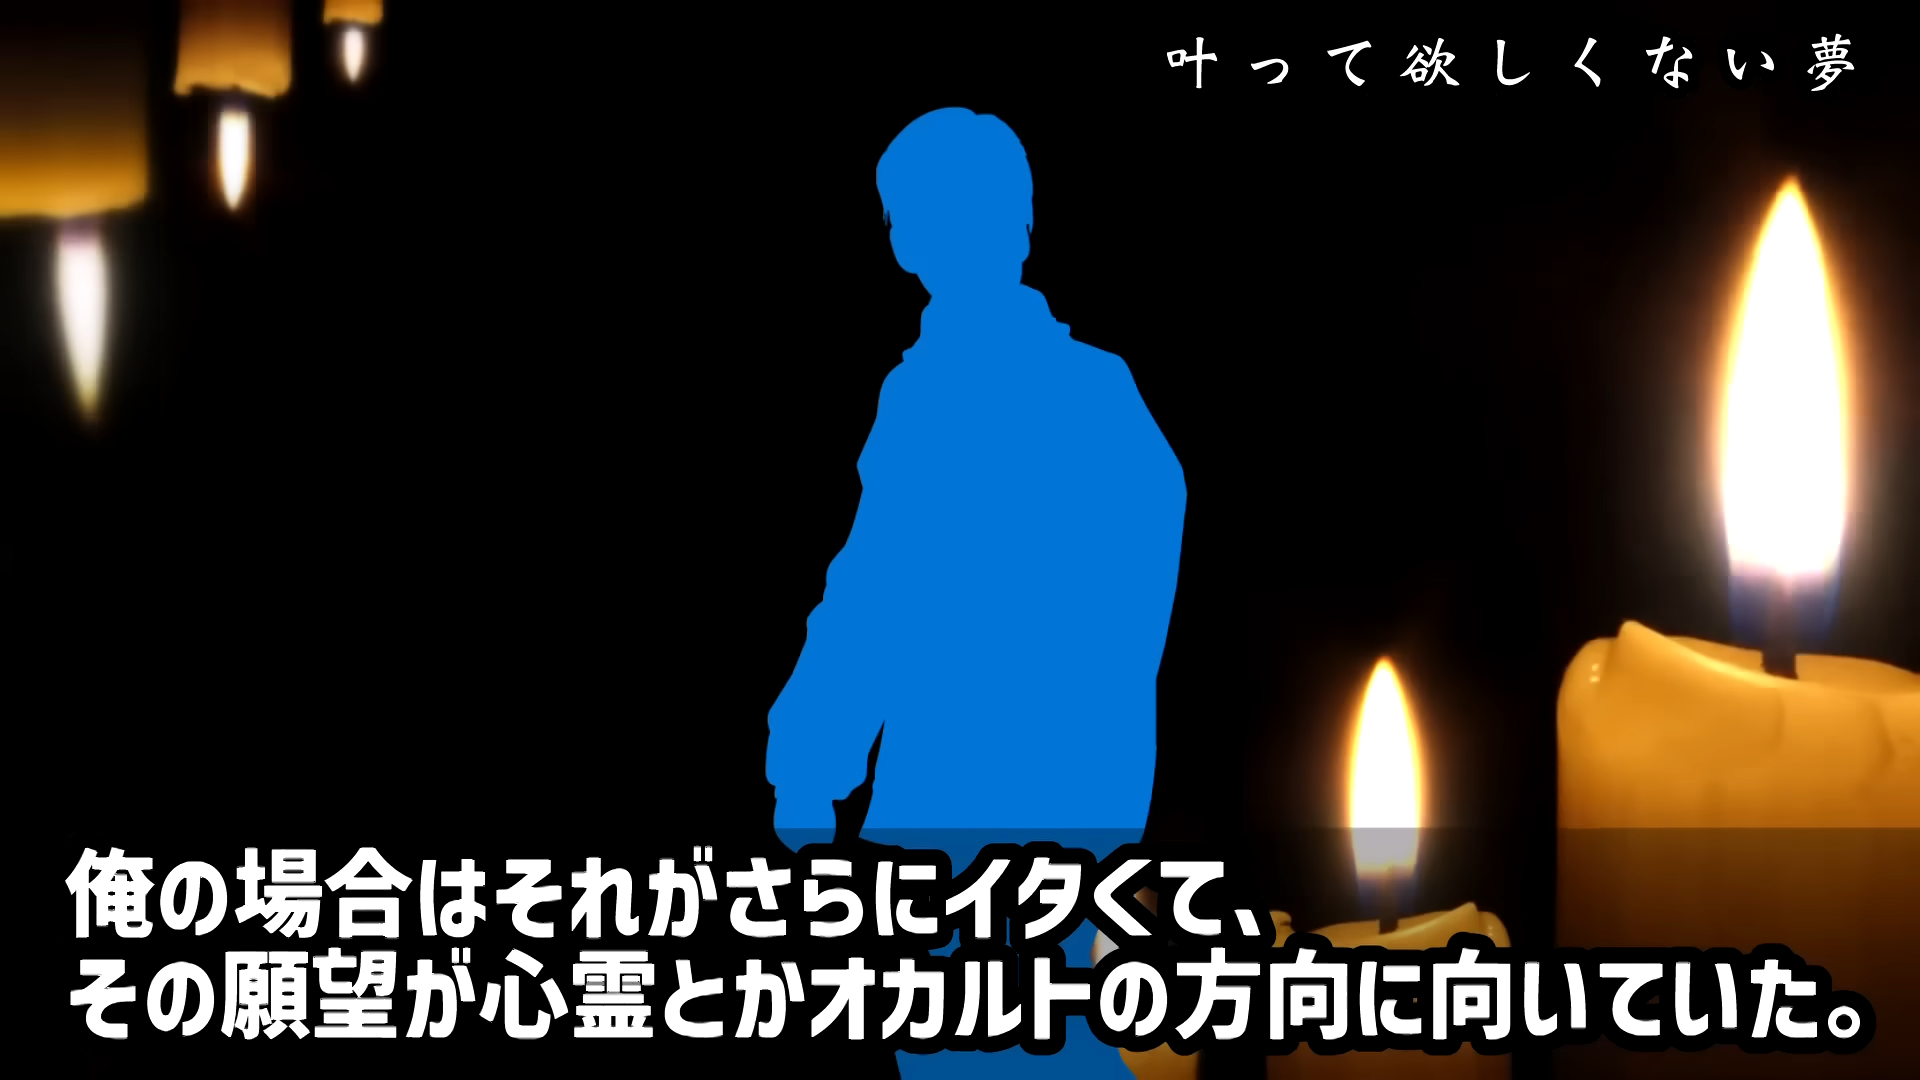 叶って欲しくない夢
俺の場合はそれがさらにイタくて、
その願望が心霊とかオカルトの方向に向いていた。